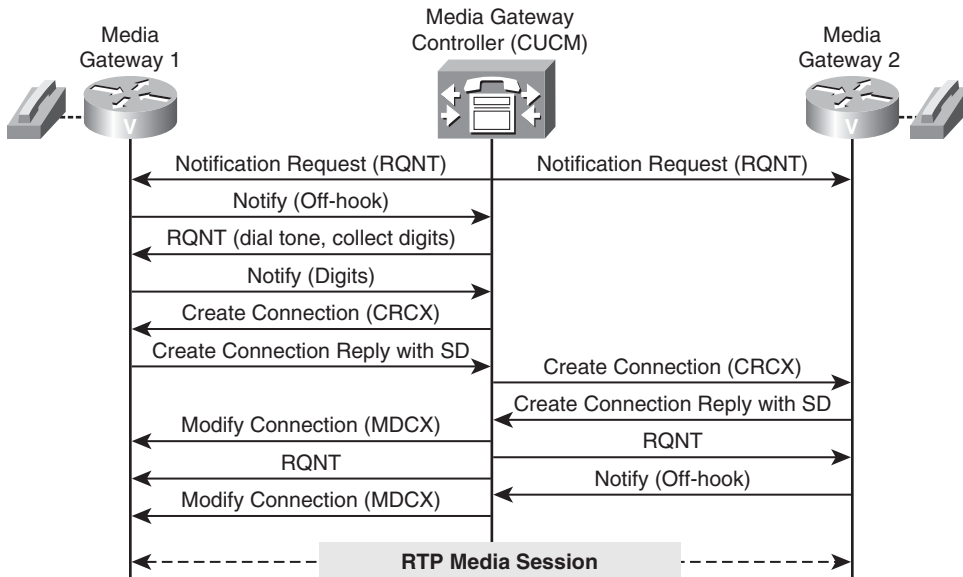 Media
Gateway 1
Media Gateway
Controller (CUCM)
Media
Gateway 2
V
V
Notification Request (RQNT)
Notification Request (RQNT)
Notify (Off-hook)
RQNT (dial tone, collect digits)
Notify (Digits)
Create Connection (CRCX)
Create Connection Reply with SD
Create Connection (CRCX)
Create Connection Reply with SD
Modify Connection (MDCX)
RQNT
RQNT
Notify (Off-hook)
Modify Connection (MDCX)
RTP Media Session